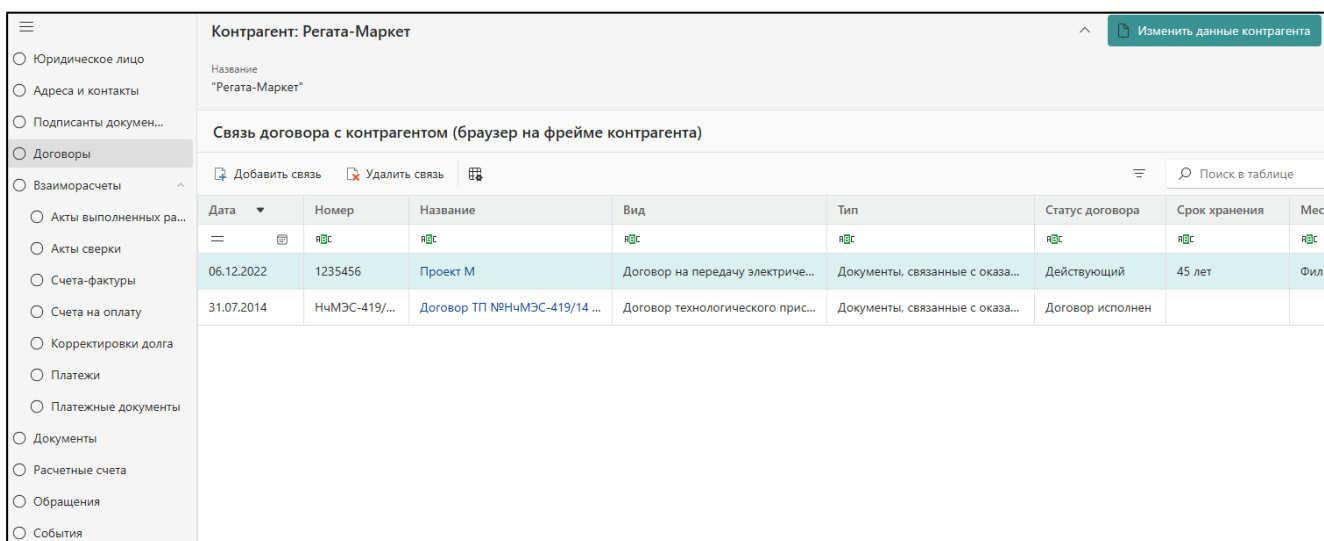 Контрагент: Регата-Маркет
Изменить данные контрагента
Название
"Регата-Маркет"
Юридическое лицо
Адреса и контакты
Подписанты докумен...
Договоры
Взаиморасчеты
Акты выполненных ра...
Акты сверки
Счета-фактуры
Счета на оплату
Корректировки долга
Платежи
Платежные документы
Документы
Расчетные счета
Обращения
События
Связь договора с контрагентом (браузер на фрейме контрагента)
Добавить связь Удалить связь Поиск в таблице
Дата Номер Название Вид Тип Статус договора Срок хранения Мес
06.12.2022 1235456 Проект М Договор на передачу электриче... Документы, связанные с оказа... Действующий 45 лет Фил
31.07.2014 НчМЭС-419/... Договор ТП №НчМЭС-419/14 ... Договор технологического прис... Документы, связанные с оказа... Договор исполнен